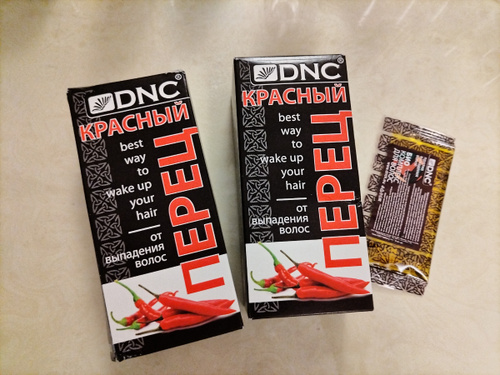 DNC®
КРАСНЫЙ
ПЕРЕЦ
best
way
to
wake up
your
hair
от
выпадения
волос
DNC®
КРАСНЫЙ
ПЕРЕЦ
best
way
to
wake up
your
hair
от
выпадения
волос
DNC